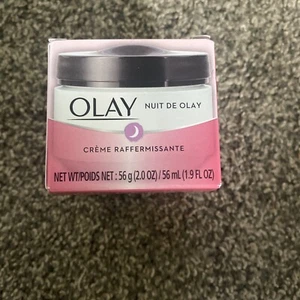 OLAY NUIT DE OLAY
CRÈME RAFFERMISSANTE
NET WT/POIDS NET : 56 g (2.0 OZ) / 56 mL (1.9 FL OZ)